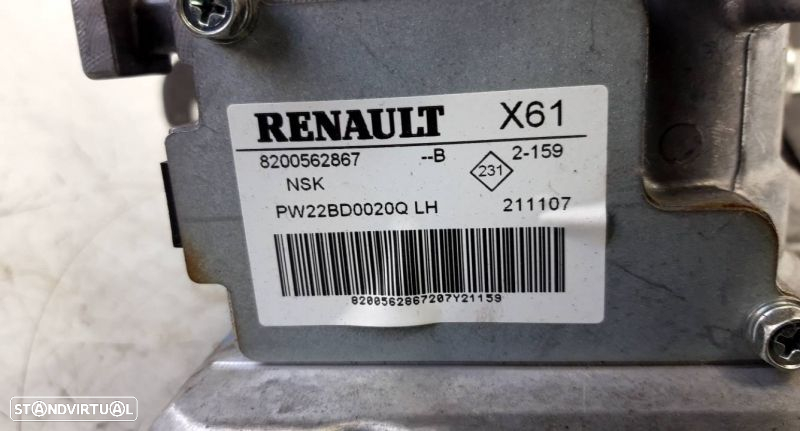 RENAULT X61
8200562867 --B 231 2-159
NSK
PW22BD0020Q LH 211107
8200562867207Y21159
STANDVIRTUAL